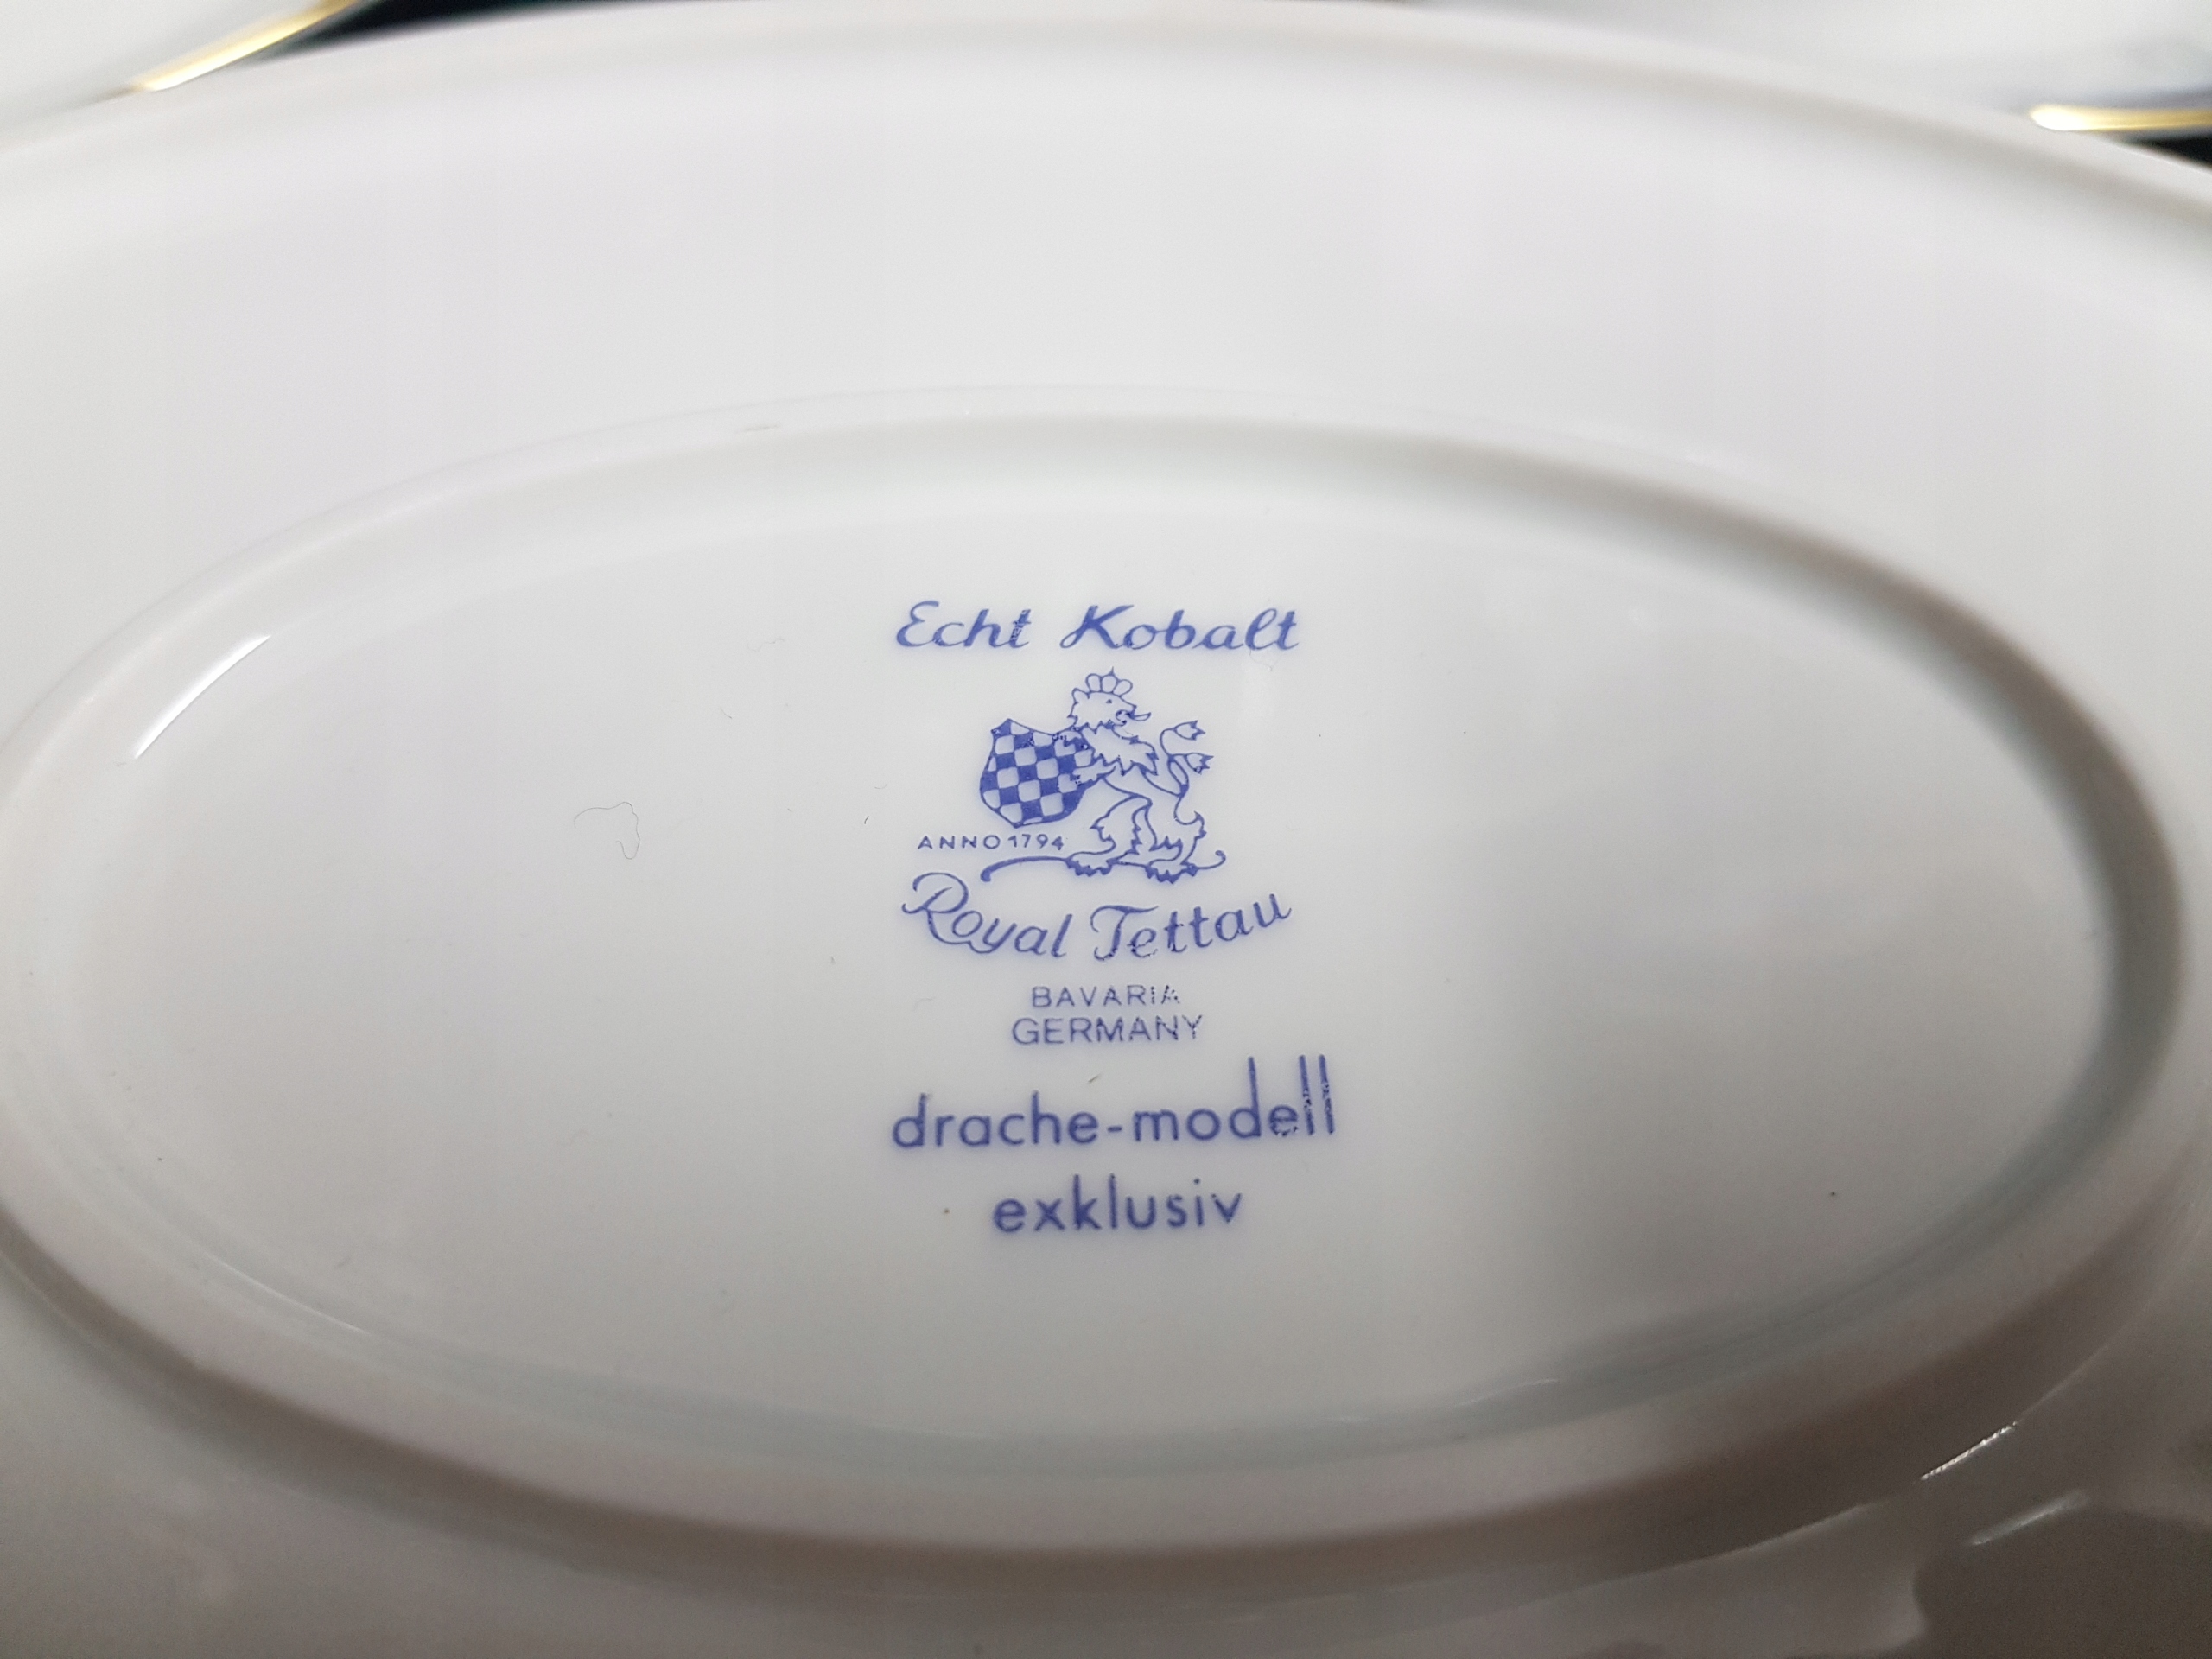 Echt Kobalt
ANNO 1794
Royal Tettau
BAVARIA
GERMANY
drache-modell
exklusiv